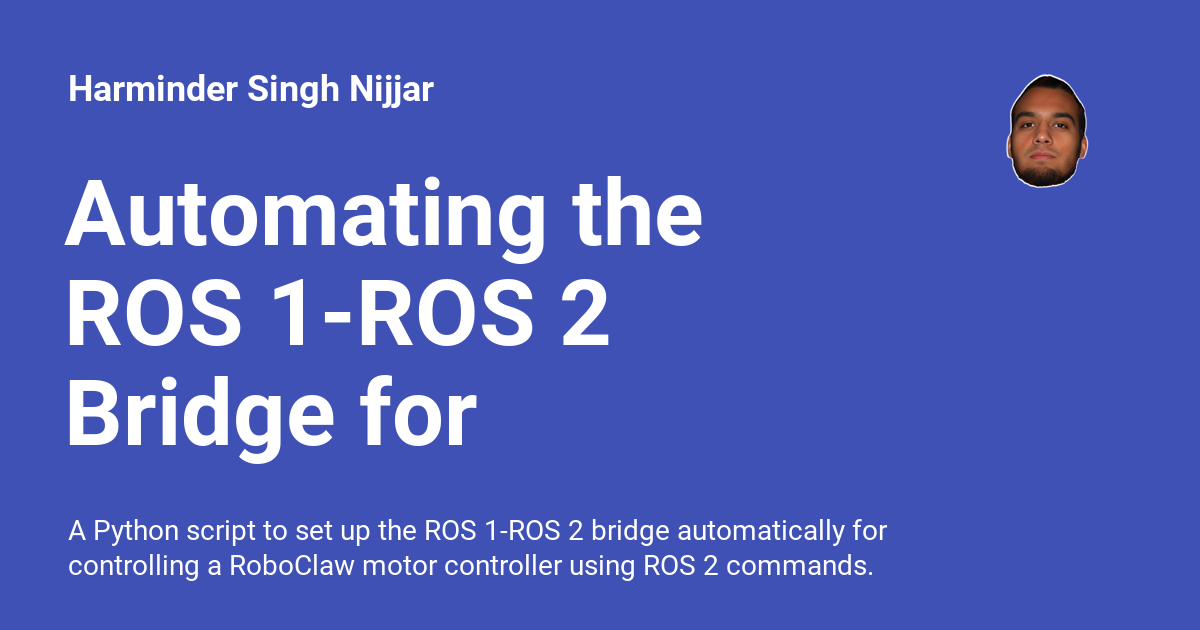 Harminder Singh Nijjar
Automating the
ROS 1-ROS 2
Bridge for
A Python script to set up the ROS 1-ROS 2 bridge automatically for
controlling a RoboClaw motor controller using ROS 2 commands.